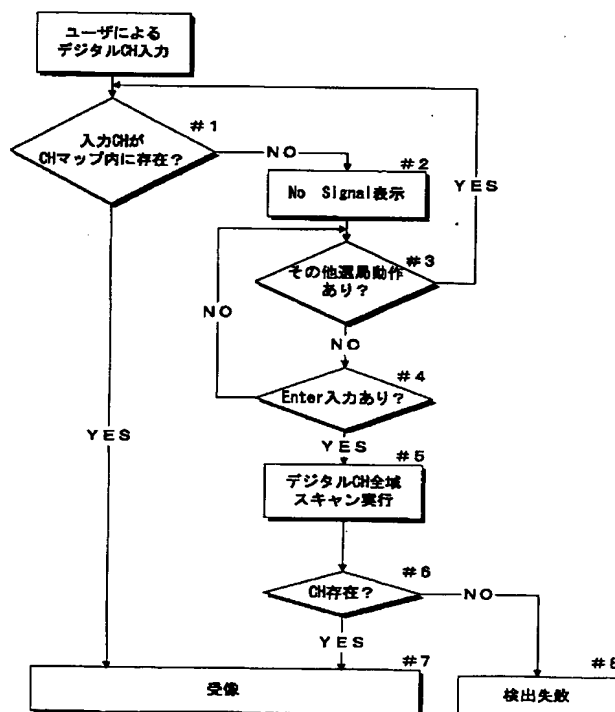 ユーザによる
デジタルCH入力
入力CHが
CHマップ内に存在？
#1
NO
#2
No Signal表示
YES
その他選局動作
あり？
#3
NO
NO
Enter入力あり？
#4
YES
YES
#5
デジタルCH全域
スキャン実行
CH存在？
#6
NO
YES
#7
受像
#8
検出失敗